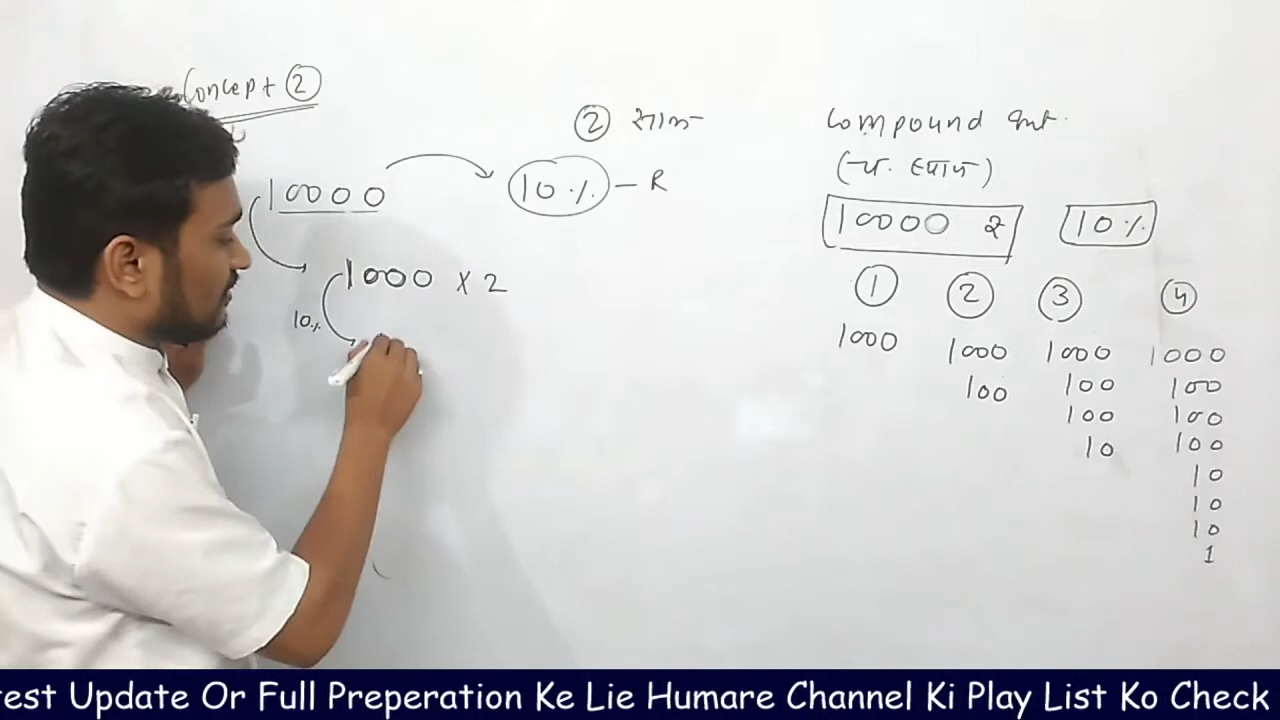 Concept 2
10000
10% - R
1000 x 2
10%
2 साल
Compound Int.
(च. ब्याज)
10000 ₹ 10%
1 2 3 4
1000 1000 1000 1000
100 100 100
100 100
10 100
10
10
10
1
test Update Or Full Preperation Ke Lie Humare Channel Ki Play List Ko Check